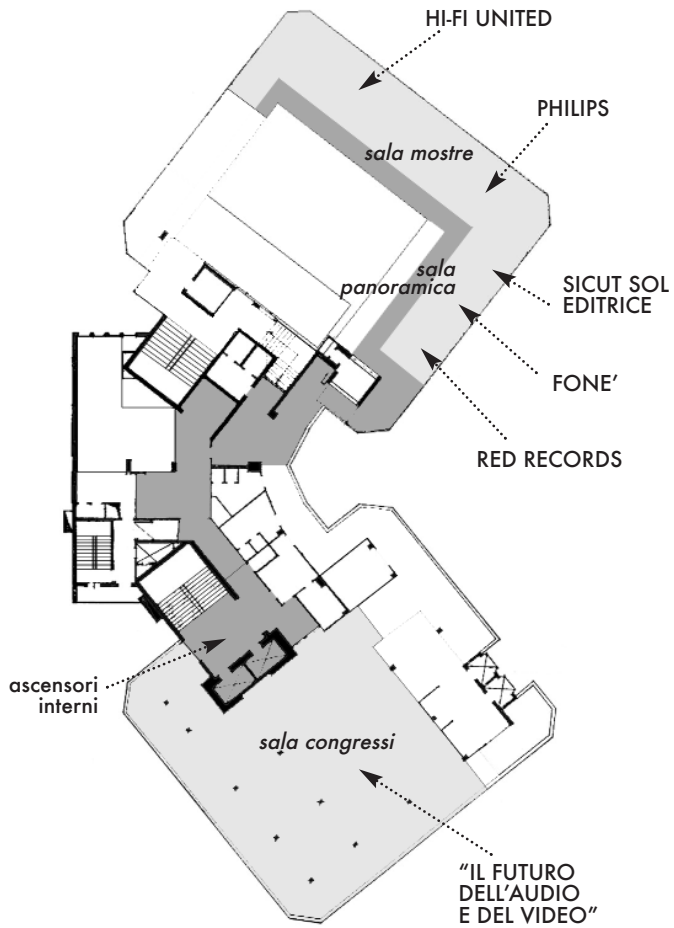 HI-FI UNITED
PHILIPS
sala mostre
sala
panoramica
SICUT SOL
EDITRICE
FONE'
RED RECORDS
ascensori
interni
sala congressi
“IL FUTURO
DELL'AUDIO
E DEL VIDEO”